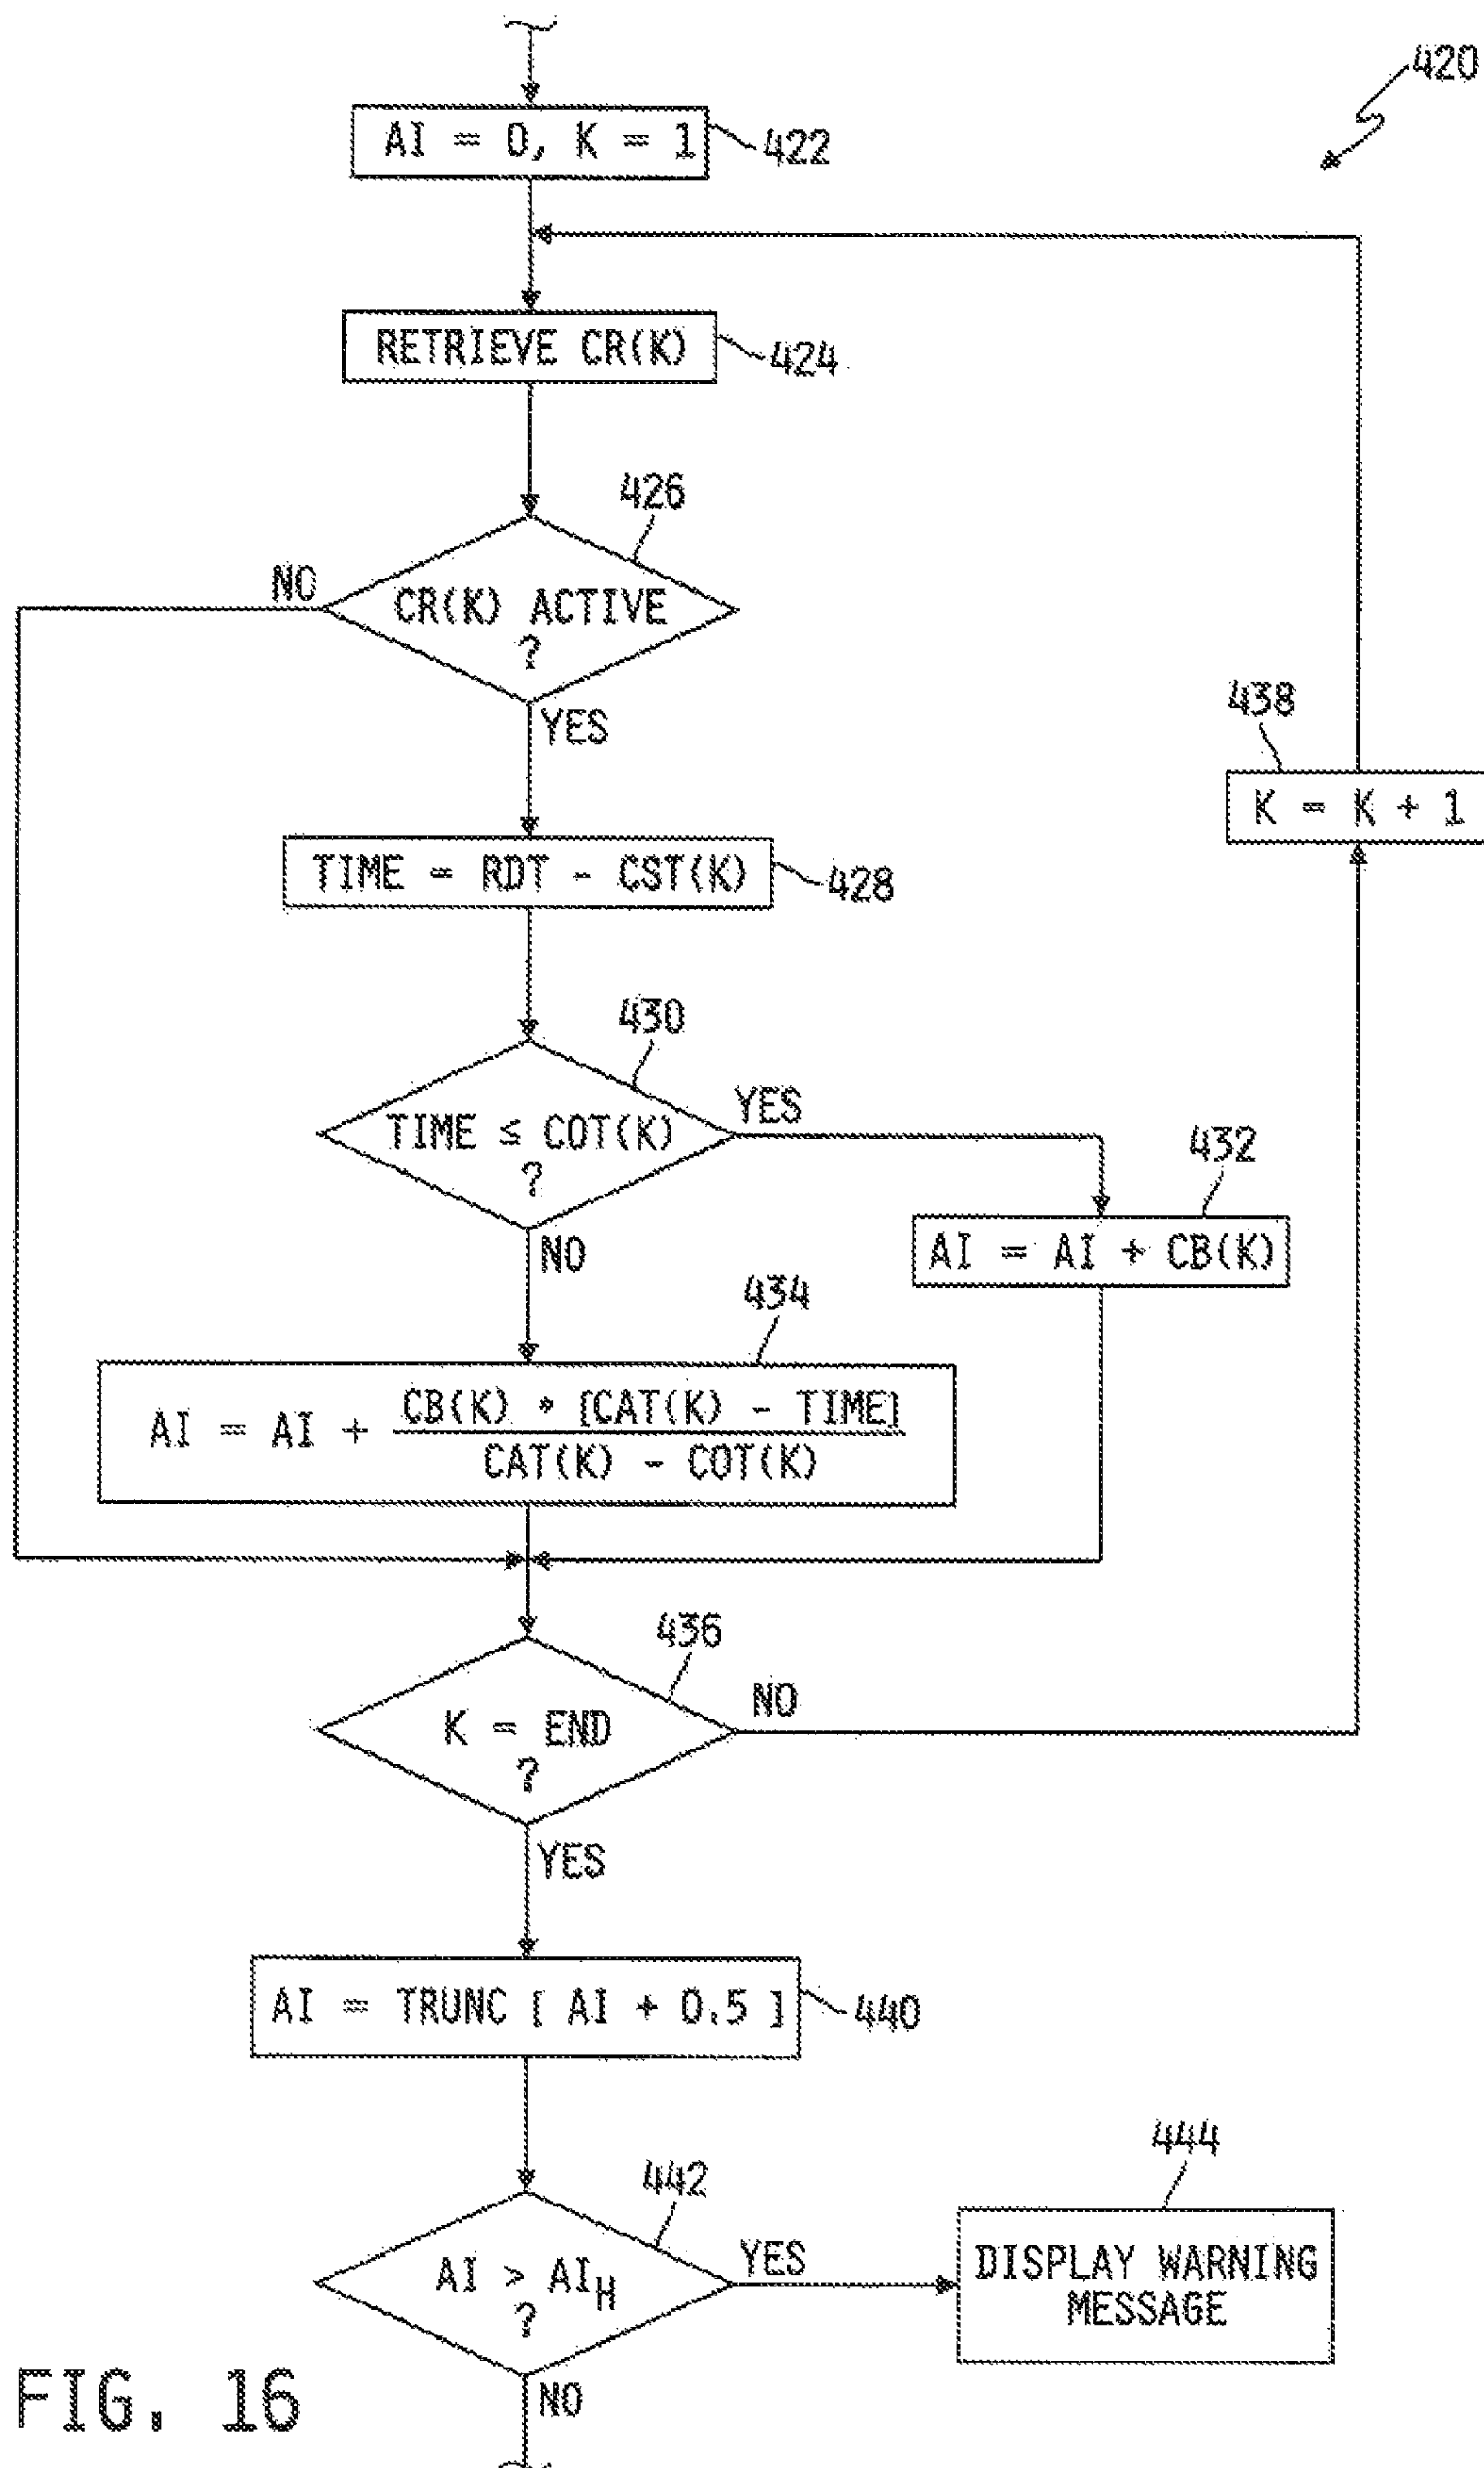 420
AI = 0, K = 1
422
RETRIEVE CR(K)
424
426
NO
CR(K) ACTIVE
?
YES
438
K = K + 1
TIME = RDT - CST(K)
428
430
YES
TIME ≤ COT(K)
?
432
NO
AI = AI + CB(K)
434
AI = AI + CB(K) * [CAT(K) - TIME]
CAT(K) - COT(K)
436
NO
K = END
?
YES
AI = TRUNC [ AI + 0.5 ]
440
444
442
YES
AI > AIH
?
DISPLAY WARNING
MESSAGE
NO
FIG. 16